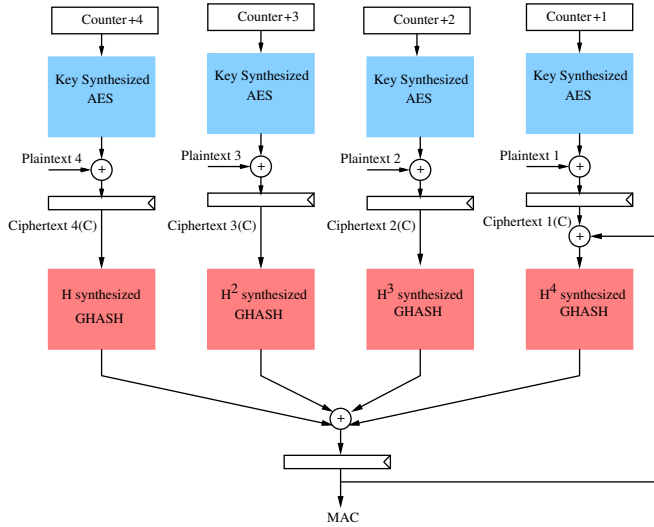 Counter+4
Counter+3
Counter+2
Counter+1
Key Synthesized
AES
Key Synthesized
AES
Key Synthesized
AES
Key Synthesized
AES
Plaintext 4
+
Plaintext 3
+
Plaintext 2
+
Plaintext 1
+
Ciphertext 4(C)
Ciphertext 3(C)
Ciphertext 2(C)
Ciphertext 1(C)
+
H synthesized
GHASH
H² synthesized
GHASH
H³ synthesized
GHASH
H⁴ synthesized
GHASH
+
MAC